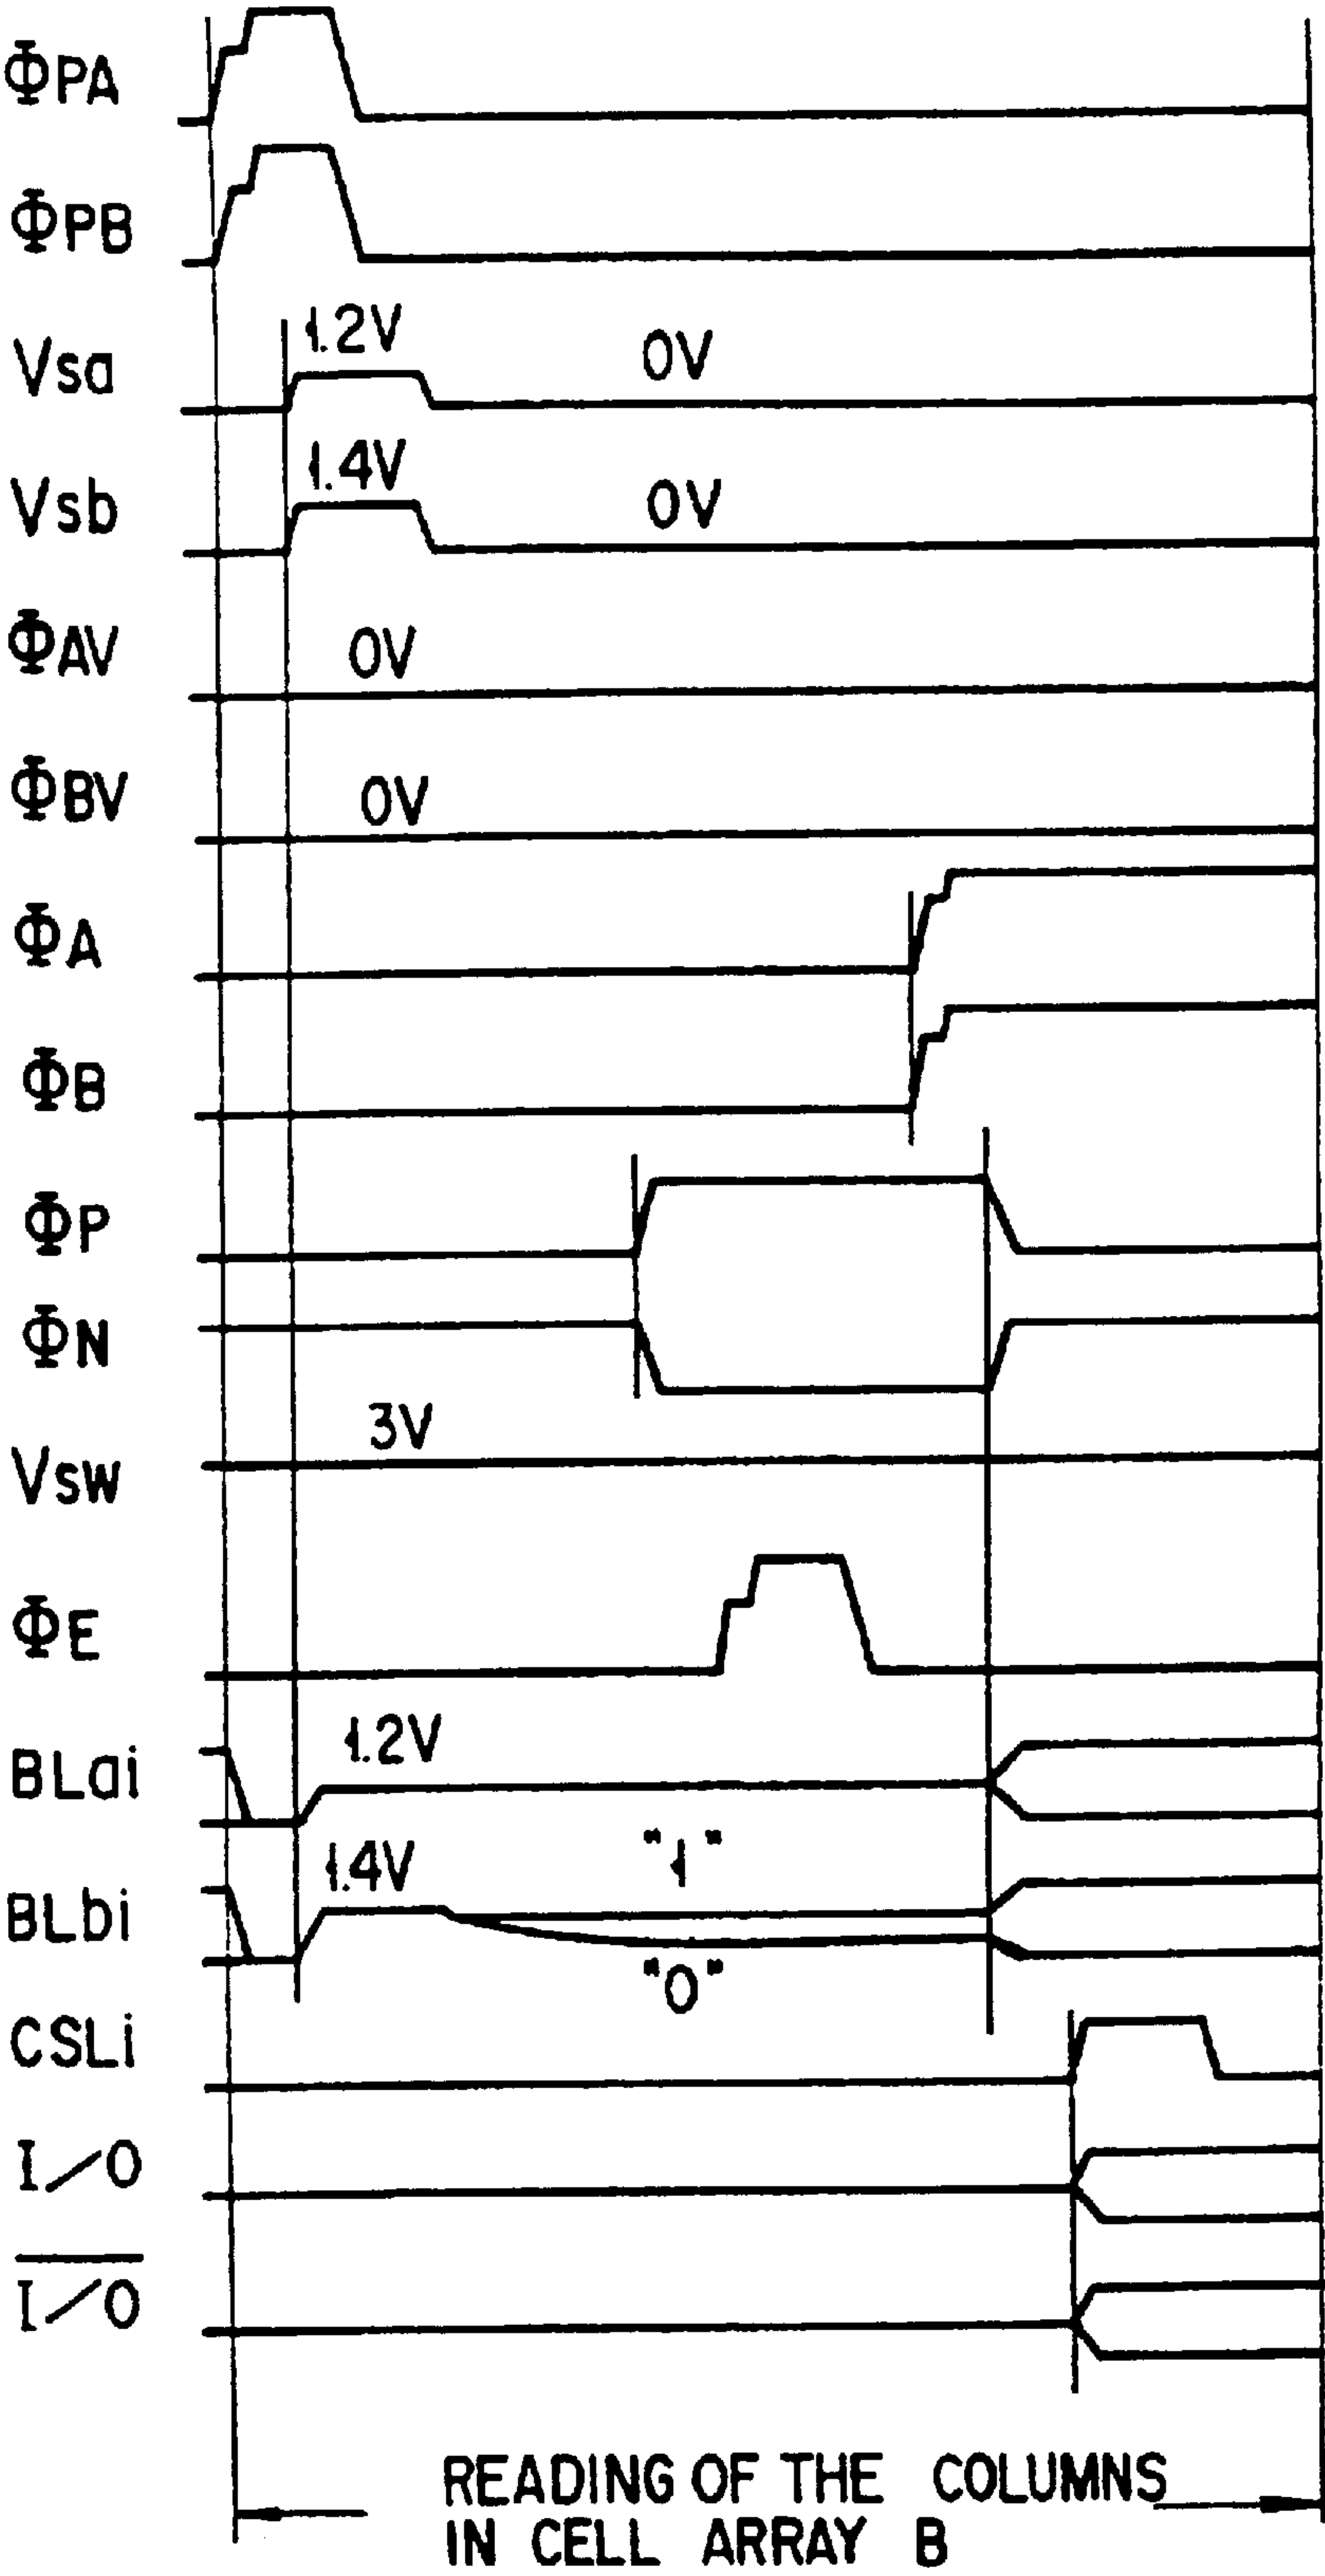 ΦPA
ΦPB
Vsa 1.2V 0V
Vsb 1.4V 0V
ΦAV 0V
ΦBV 0V
ΦA
ΦB
ΦP
ΦN
Vsw 3V
ΦE
BLai 1.2V
BLbi 1.4V "1"
"0"
CSLi
I/O
I/O
READING OF THE COLUMNS
IN CELL ARRAY B